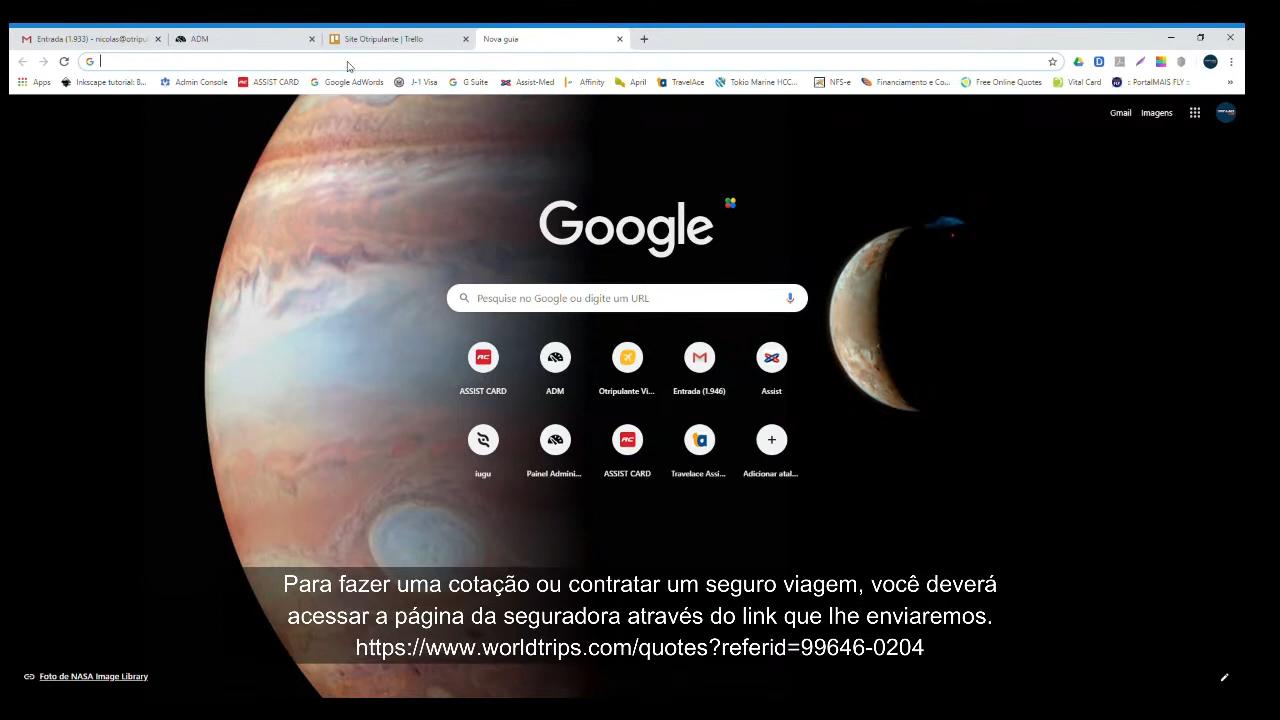 Entrada (1.933) - nicolas@otripul
ADM
Site Otripulante | Trello
Nova guia
Apps
Inkscape tutorial: B...
Admin Console
ASSIST CARD
Google AdWords
J-1 Visa
G Suite
Assist-Med
Affinity
April
TravelAce
Tokio Marine HCC...
NFS-e
Financiamento e Co...
Free Online Quotes
Vital Card
:: PortalMAIS FLY ::
»
Gmail
Imagens
Google
Pesquise no Google ou digite um URL
ASSIST CARD
ADM
Otripulante Vi...
Entrada (1.946)
Assist
iugu
Painel Admini...
ASSIST CARD
Travelace Assi...
Adicionar atal...
Para fazer uma cotação ou contratar um seguro viagem, você deverá
acessar a página da seguradora através do link que lhe enviaremos.
https://www.worldtrips.com/quotes?referid=99646-0204
Foto de NASA Image Library